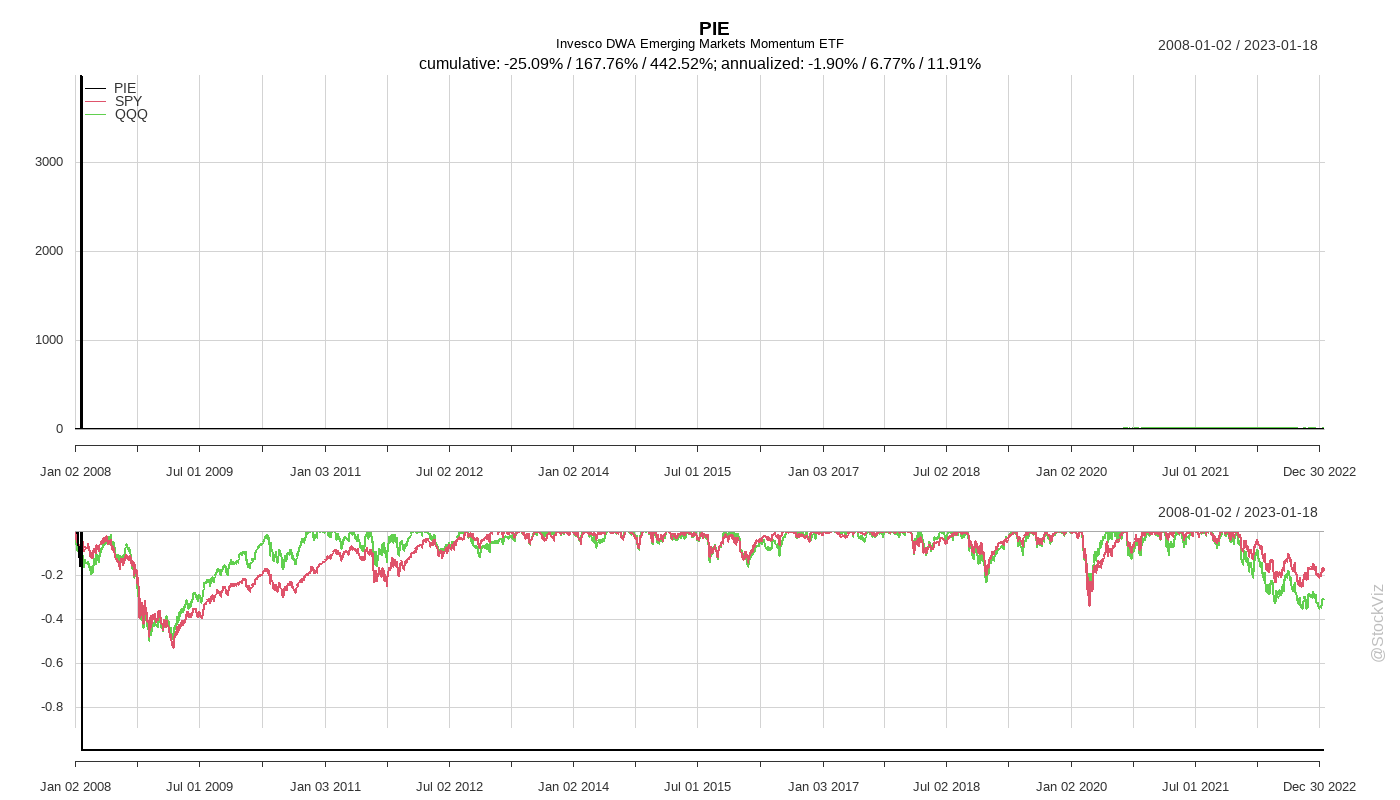 PIE
Invesco DWA Emerging Markets Momentum ETF
2008-01-02 / 2023-01-18
cumulative: -25.09% / 167.76% / 442.52%; annualized: -1.90% / 6.77% / 11.91%
PIE
SPY
QQQ
3000
2000
1000
0
Jan 02 2008 Jul 01 2009 Jan 03 2011 Jul 02 2012 Jan 02 2014 Jul 01 2015 Jan 03 2017 Jul 02 2018 Jan 02 2020 Jul 01 2021 Dec 30 2022
2008-01-02 / 2023-01-18
-0.2
-0.4
-0.6
-0.8
Jan 02 2008 Jul 01 2009 Jan 03 2011 Jul 02 2012 Jan 02 2014 Jul 01 2015 Jan 03 2017 Jul 02 2018 Jan 02 2020 Jul 01 2021 Dec 30 2022
@StockViz